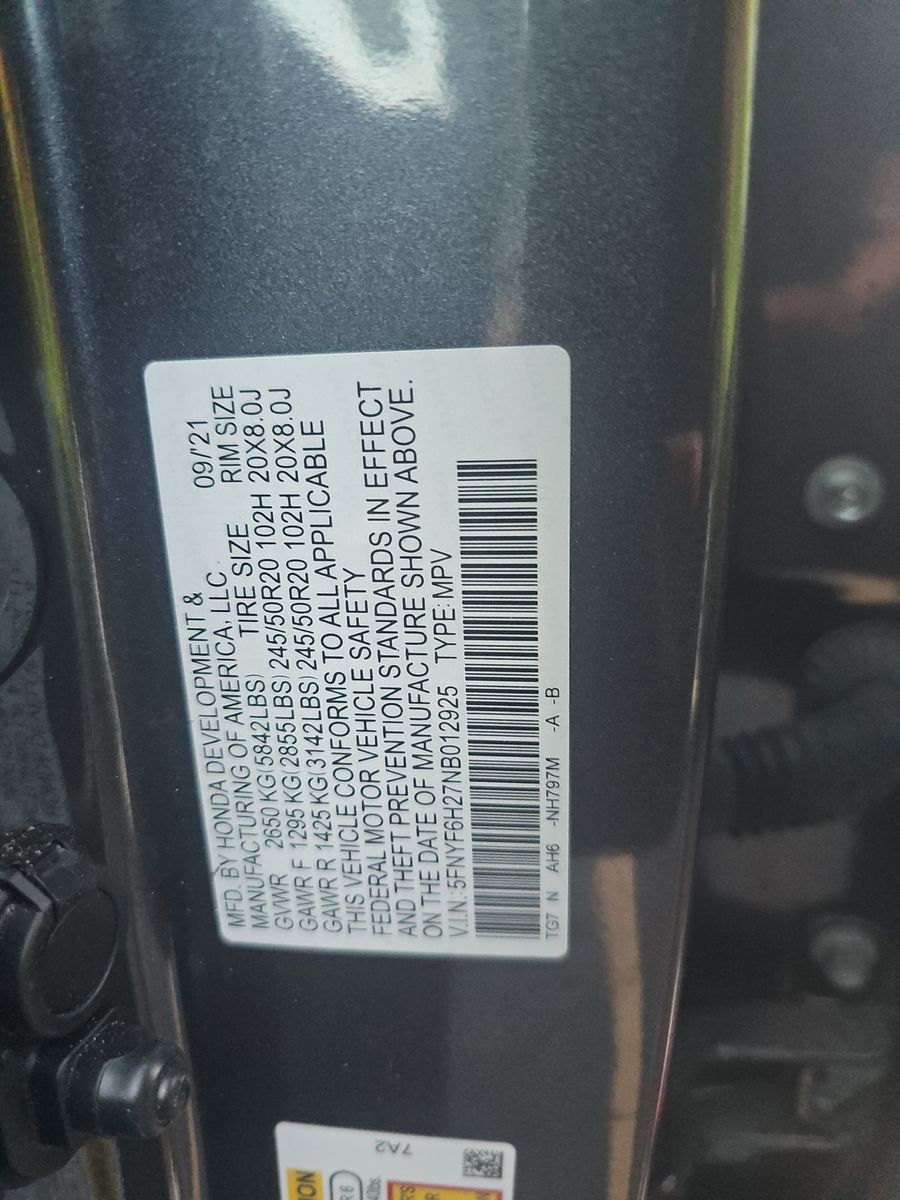 MFD. BY HONDA DEVELOPMENT & 09/'21
MANUFACTURING OF AMERICA, LLC TIRE SIZE RIM SIZE
GVWR 2650 KG(5842LBS) 245/50R20 102H 20X8.0J
GAWR F 1295 KG(2855LBS) 245/50R20 102H 20X8.0J
GAWR R 1425 KG(3142LBS)
THIS VEHICLE CONFORMS TO ALL APPLICABLE
FEDERAL MOTOR VEHICLE SAFETY
AND THEFT PREVENTION STANDARDS IN EFFECT
ON THE DATE OF MANUFACTURE SHOWN ABOVE.
V.I.N.:5FNYF6H27NB012925 TYPE: MPV
TG7 N AH6 -NH797M -A -B
7A2